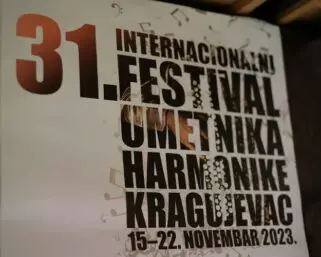 31. INTERNACIONALNI
FESTIVAL
UMETNIKA
HARMONIKE
KRAGUJEVAC
15–22. NOVEMBAR 2023.